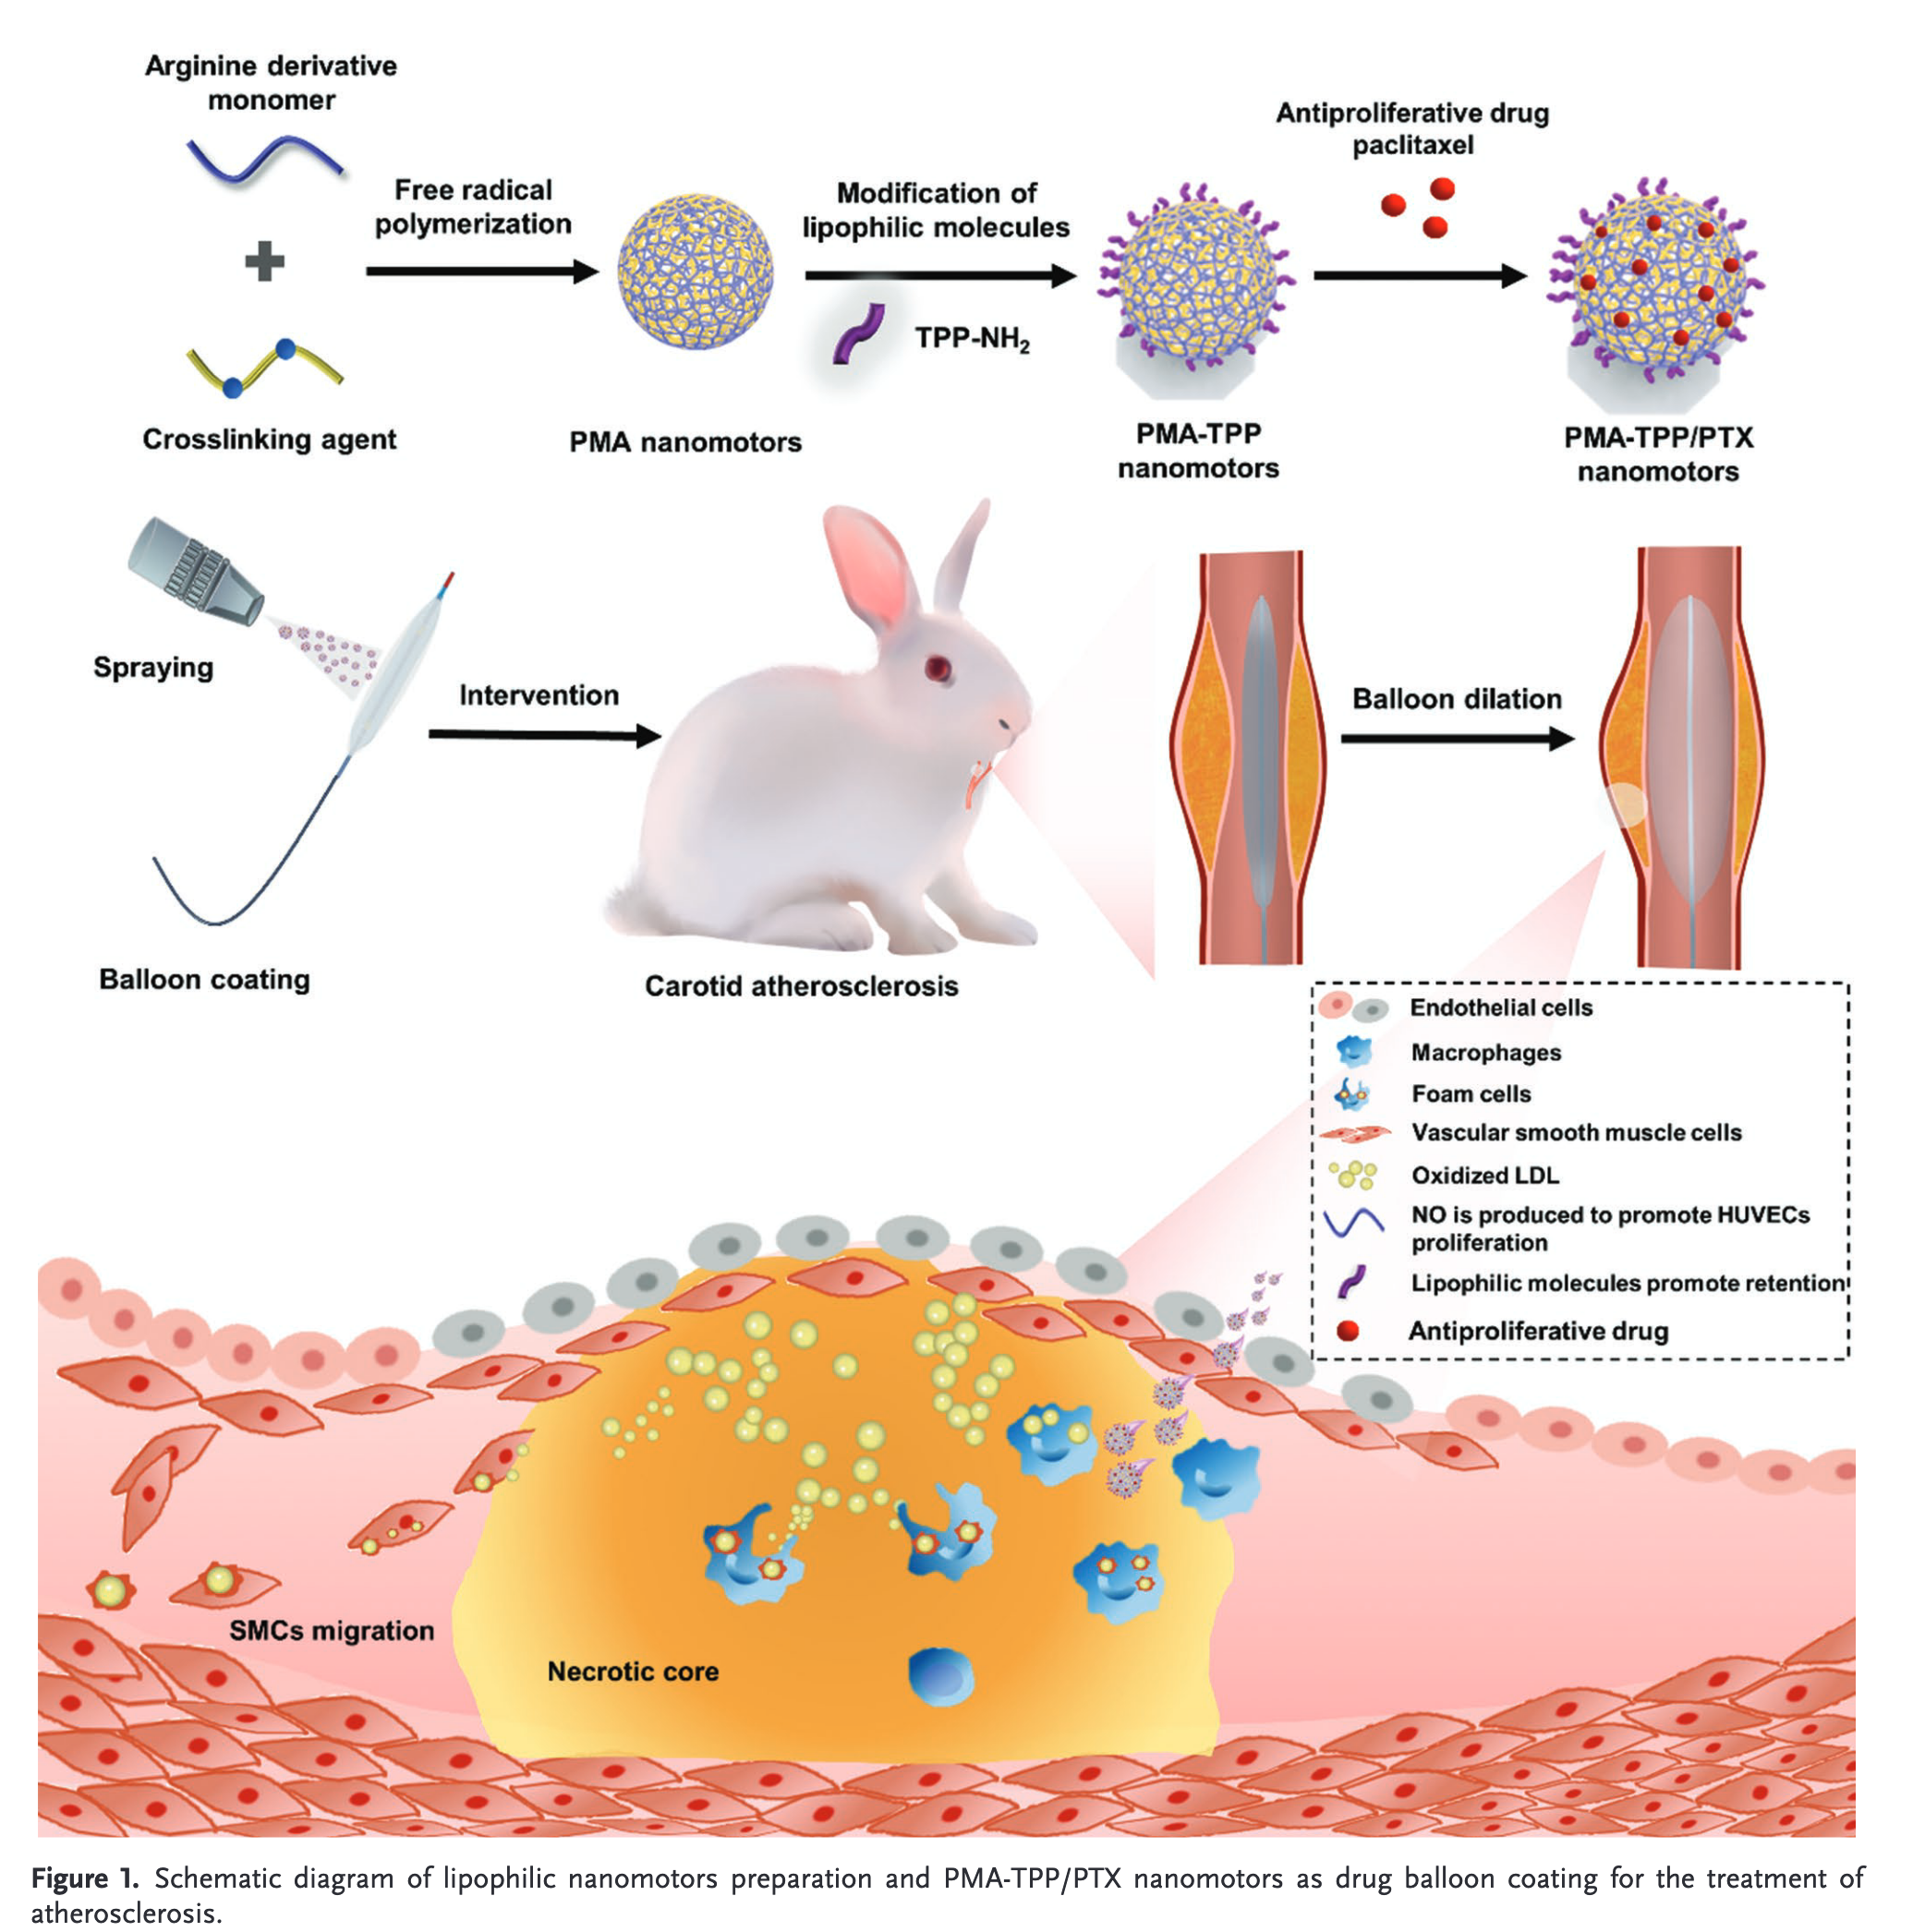 Arginine derivative
monomer
Free radical
polymerization
Crosslinking agent
PMA nanomotors
Modification of
lipophilic molecules
TPP-NH₂
PMA-TPP
nanomotors
Antiproliferative drug
paclitaxel
PMA-TPP/PTX
nanomotors
Spraying
Balloon coating
Intervention
Carotid atherosclerosis
Balloon dilation
Endothelial cells
Macrophages
Foam cells
Vascular smooth muscle cells
Oxidized LDL
NO is produced to promote HUVECs
proliferation
Lipophilic molecules promote retention
Antiproliferative drug
SMCs migration
Necrotic core
Figure 1. Schematic diagram of lipophilic nanomotors preparation and PMA-TPP/PTX nanomotors as drug balloon coating for the treatment of
atherosclerosis.